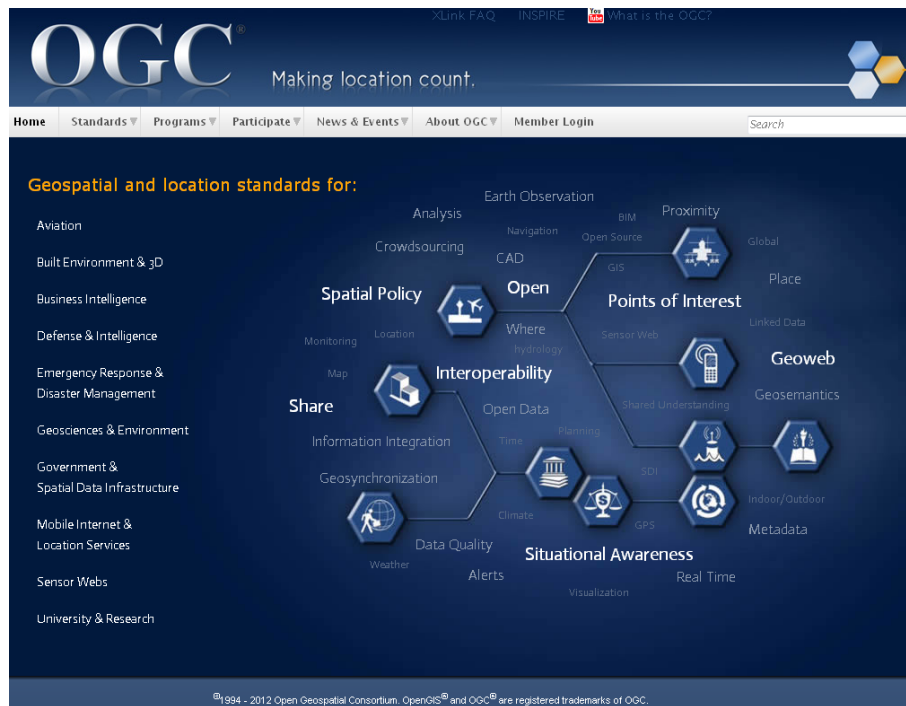 XLink FAQ INSPIRE You Tube What is the OGC?
OGC®
Making location count.
Home Standards Programs Participate News & Events About OGC Member Login Search
Geospatial and location standards for:
Aviation
Built Environment & 3D
Business Intelligence
Defense & Intelligence
Emergency Response &
Disaster Management
Geosciences & Environment
Government &
Spatial Data Infrastructure
Mobile Internet &
Location Services
Sensor Webs
University & Research
Earth Observation
Analysis
BIM
Proximity
Navigation
Open Source
Global
Crowdsourcing
CAD
GIS
Place
Spatial Policy
Open
Points of Interest
Linked Data
Where
Sensor Web
Location
Monitoring
hydrology
Geoweb
Map
Interoperability
Geosemantics
Share
Open Data
Shared Understanding
Information Integration
Time
Planning
Geosynchronization
SDI
Indoor/Outdoor
Climate
GPS
Metadata
Data Quality
Situational Awareness
Weather
Alerts
Real Time
Visualization
©1994 - 2012 Open Geospatial Consortium. OpenGIS® and OGC® are registered trademarks of OGC.